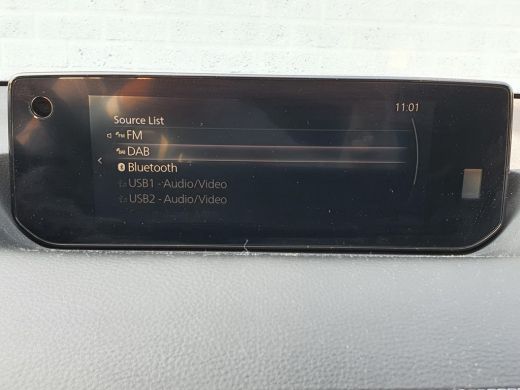 11:01
Source List
FM
DAB
Bluetooth
USB1 - Audio/Video
USB2 - Audio/Video